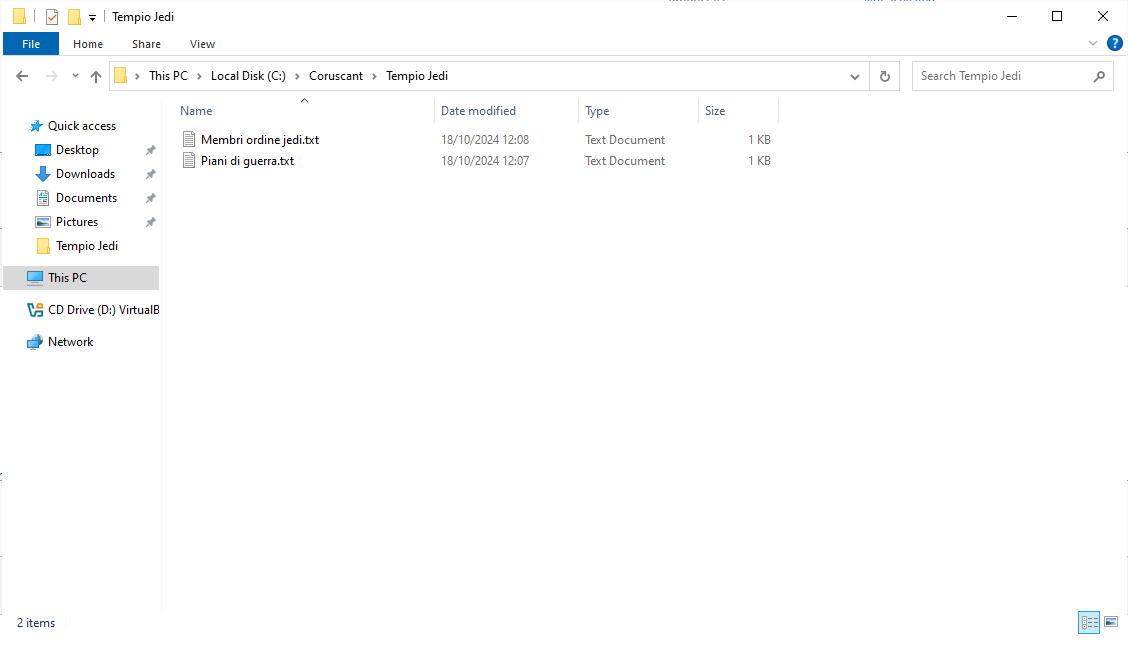 Tempio Jedi
File Home Share View
This PC > Local Disk (C:) > Coruscant > Tempio Jedi
Search Tempio Jedi
Name Date modified Type Size
Membri ordine jedi.txt 18/10/2024 12:08 Text Document 1 KB
Piani di guerra.txt 18/10/2024 12:07 Text Document 1 KB
Quick access
Desktop
Downloads
Documents
Pictures
Tempio Jedi
This PC
CD Drive (D:) VirtualB
Network
2 items